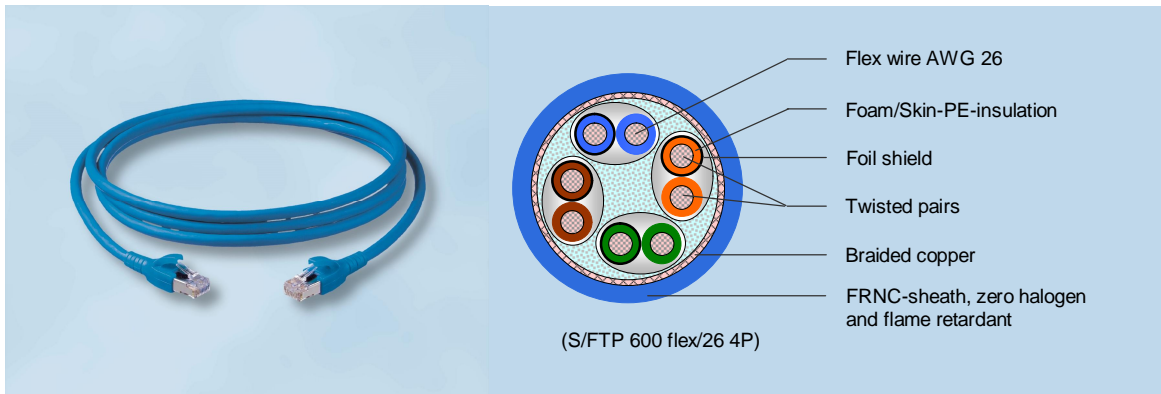 Flex wire AWG 26
Foam/Skin-PE-insulation
Foil shield
Twisted pairs
Braided copper
FRNC-sheath, zero halogen
and flame retardant
(S/FTP 600 flex/26 4P)